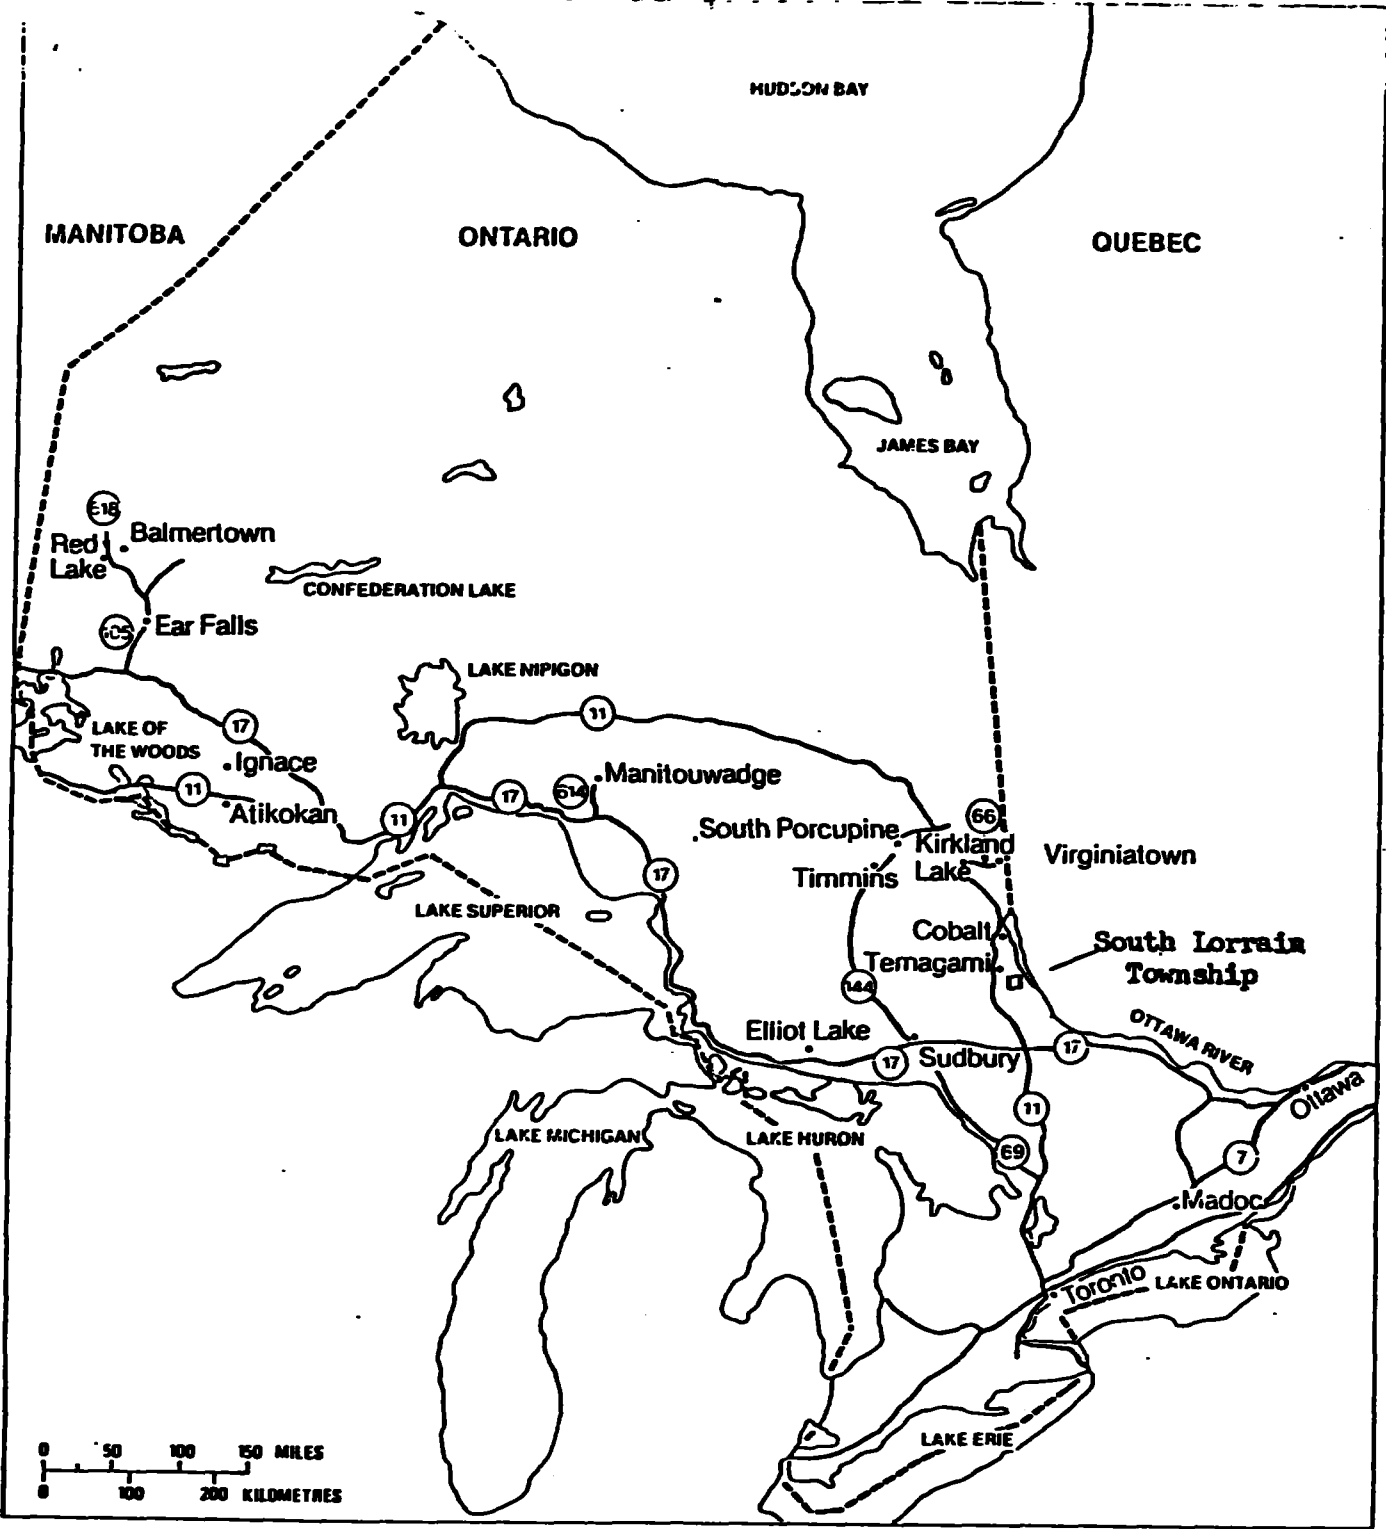 HUDSON BAY
MANITOBA
ONTARIO
QUEBEC
JAMES BAY
618
Balmertown
Red
Lake
CONFEDERATION LAKE
105
Ear Falls
LAKE NIPIGON
11
17
LAKE OF
THE WOODS
Ignace
11
Atikokan
11
17
614
Manitouwadge
66
South Porcupine
Kirkland
Lake
Virginiatown
Timmins
17
LAKE SUPERIOR
Cobalt
Temagami
South Lorrain
Township
144
Elliot Lake
17
Sudbury
17
OTTAWA RIVER
Ottawa
11
LAKE MICHIGAN
LAKE HURON
69
7
Madoc
Toronto
LAKE ONTARIO
LAKE ERIE
0 50 100 150 MILES
0 100 200 KILOMETRES